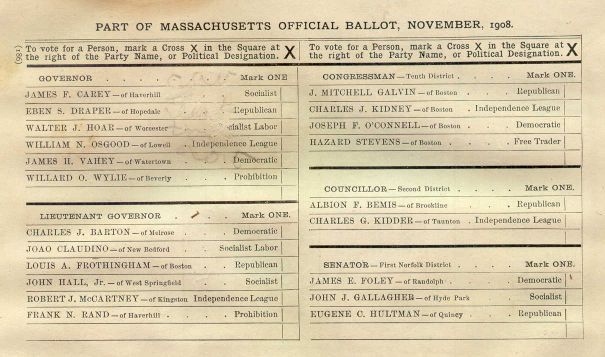 PART OF MASSACHUSETTS OFFICIAL BALLOT, NOVEMBER, 1908.
(386)
To vote for a Person, mark a Cross X in the Square at
the right of the Party Name, or Political Designation. X
GOVERNOR . . . . Mark ONE
JAMES F. CAREY—of Haverhill . . . Socialist
EBEN S. DRAPER—of Hopedale . . Republican
WALTER J. HOAR—of Worcester . . Socialist Labor
WILLIAM N. OSGOOD—of Lowell . Independence League
JAMES H. VAHEY—of Watertown . . Democratic
WILLARD O. WYLIE—of Beverly . . Prohibition
LIEUTENANT GOVERNOR . . . Mark ONE.
CHARLES J. BARTON—of Melrose . . Democratic
JOAO CLAUDINO—of New Bedford . . Socialist Labor
LOUIS A. FROTHINGHAM—of Boston . Republican
JOHN HALL, Jr.—of West Springfield . . Socialist
ROBERT J. McCARTNEY—of Kingston Independence League
FRANK N. RAND—of Haverhill . . . Prohibition
To vote for a Person, mark a Cross X in the Square at
the right of the Party Name, or Political Designation. X
CONGRESSMAN—Tenth District . . . Mark ONE.
J. MITCHELL GALVIN—of Boston . . Republican
CHARLES J. KIDNEY—of Boston . Independence League
JOSEPH F. O'CONNELL—of Boston . . Democratic
HAZARD STEVENS—of Boston . . . Free Trader
COUNCILLOR—Second District . . . Mark ONE.
ALBION F. BEMIS—of Brookline . . Republican
CHARLES G. KIDDER—of Taunton . Independence League
SENATOR—First Norfolk District . . . Mark ONE.
JAMES E. FOLEY—of Randolph . . . Democratic
JOHN J. GALLAGHER—of Hyde Park . . Socialist
EUGENE C. HULTMAN—of Quincy . . Republican